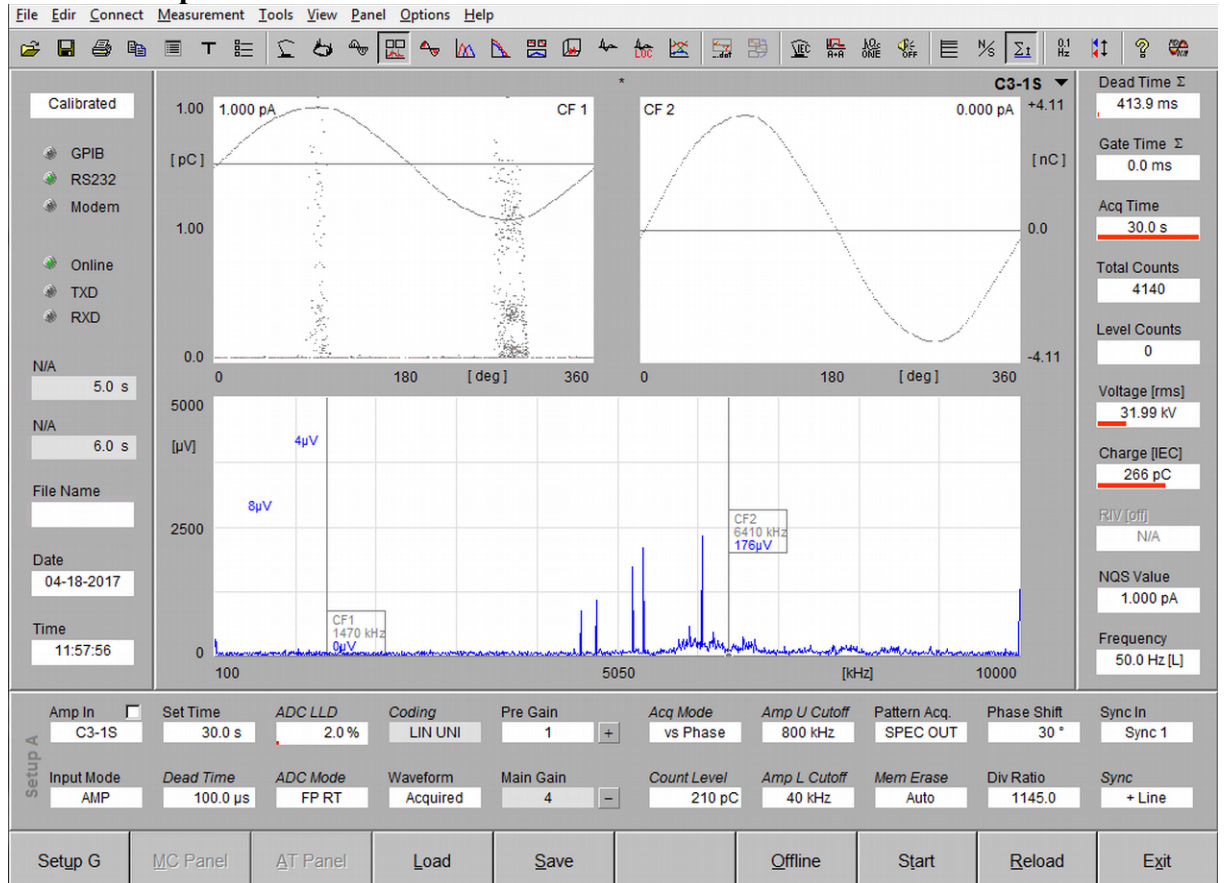 File Edir Connect Measurement Tools View Panel Options Help
T ...dof IEC A+A ONE OFF N/S Σ1 0.1 Hz ?
LOC
*
C3-1S
Calibrated
GPIB
RS232
Modem
Online
TXD
RXD
N/A
5.0 s
N/A
6.0 s
File Name
Date
04-18-2017
Time
11:57:56
1.00 1.000 pA CF 1
[pC]
1.00
0.0
0 180 [deg] 360
CF 2 0.000 pA +4.11
[nC]
0.0
-4.11
0 180 [deg] 360
5000
[µV]
2500
0
4µV
8µV
CF1
1470 kHz
0µV
CF2
6410 kHz
176µV
100 5050 [kHz] 10000
Dead Time Σ
413.9 ms
Gate Time Σ
0.0 ms
Acq Time
30.0 s
Total Counts
4140
Level Counts
0
Voltage [rms]
31.99 kV
Charge [IEC]
266 pC
RIV [off]
N/A
NQS Value
1.000 pA
Frequency
50.0 Hz [L]
Setup A
Amp In Set Time ADC LLD Coding Pre Gain Acq Mode Amp U Cutoff Pattern Acq. Phase Shift Sync In
C3-1S 30.0 s 2.0 % LIN UNI 1 + vs Phase 800 kHz SPEC OUT 30 ° Sync 1
Input Mode Dead Time ADC Mode Waveform Main Gain Count Level Amp L Cutoff Mem Erase Div Ratio Sync
AMP 100.0 µs FP RT Acquired 4 − 210 pC 40 kHz Auto 1145.0 + Line
Setup G MC Panel AT Panel Load Save Offline Start Reload Exit